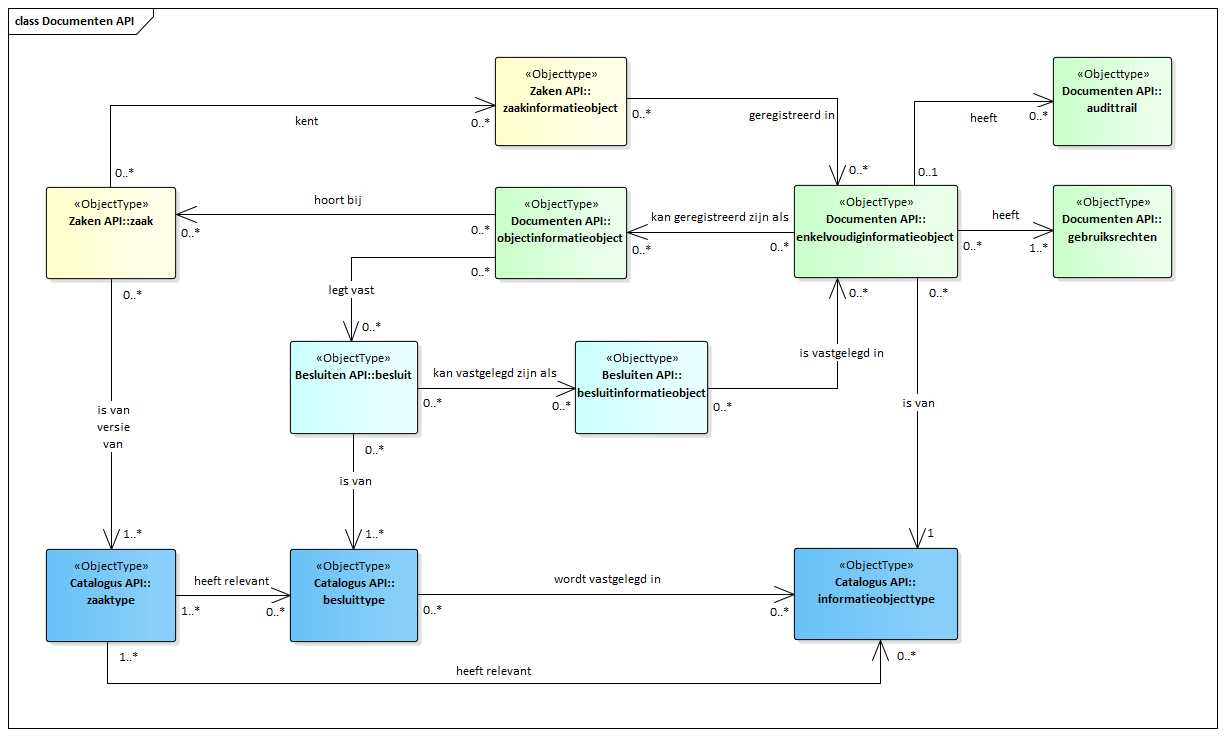 class Documenten API
«Objecttype»
Zaken API::
zaakinformatieobject
«Objecttype»
Documenten API::
audittrail
kent
0..*
0..*
geregistreerd in
heeft
0..*
0..*
0..*
0..1
«ObjectType»
Zaken API::zaak
hoort bij
0..*
0..*
«ObjectType»
Documenten API::
objectinformatieobject
kan geregistreerd zijn als
0..*
0..*
«ObjectType»
Documenten API::
enkelvoudiginformatieobject
heeft
0..*
1..*
«ObjectType»
Documenten API::
gebruiksrechten
0..*
0..*
0..*
0..*
legt vast
0..*
«ObjectType»
Besluiten API::besluit
kan vastgelegd zijn als
0..*
0..*
«Objecttype»
Besluiten API::
besluitinformatieobject
0..*
is vastgelegd in
is van
versie
van
0..*
is van
is van
1..*
1..*
1
«ObjectType»
Catalogus API::
zaaktype
heeft relevant
1..*
0..*
«ObjectType»
Catalogus API::
besluittype
wordt vastgelegd in
0..*
0..*
«ObjectType»
Catalogus API::
informatieobjecttype
1..*
heeft relevant
0..*